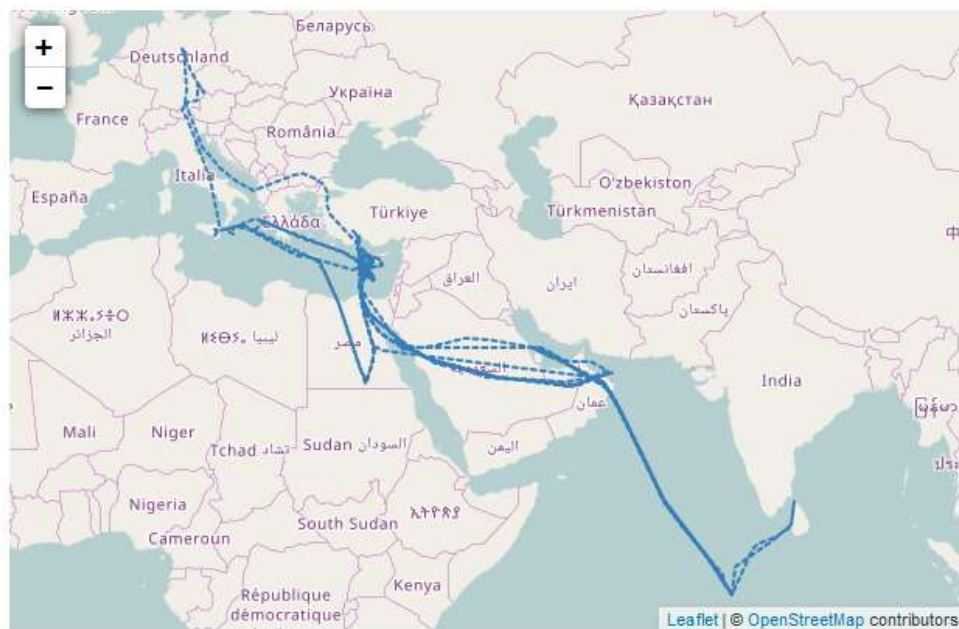 +
−
Беларусь
Deutschland
Україна
Қазақстан
France
România
Italia
O'zbekiston
España
Türkiye
Türkmenistan
Ελλάδα
افغانستان
العراق
ایران
پاکستان
ⵍⵣⵣⴰⵢⴻⵔ
الجزائر
ليبيا
مصر
السعودية
India
عمان
Mali
Niger
Tchad تشاد
Sudan السودان
اليمن
Nigeria
South Sudan
Cameroun
Kenya
République
démocratique
Leaflet | © OpenStreetMap contributors